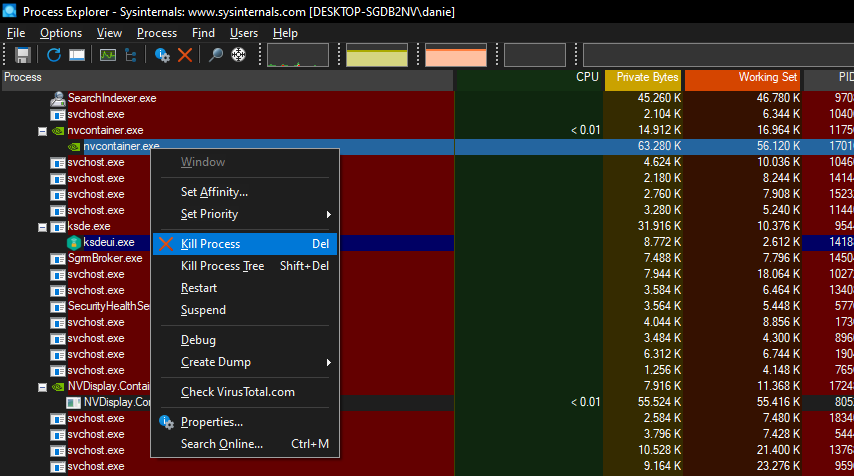 Process Explorer - Sysinternals: www.sysinternals.com [DESKTOP-SGDB2NV\danie]
File Options View Process Find Users Help
Process CPU Private Bytes Working Set PID
SearchIndexer.exe 45.260 K 46.780 K 970
svchost.exe 2.104 K 6.344 K 1040
nvcontainer.exe < 0.01 14.912 K 16.964 K 1175
nvcontainer.exe 63.280 K 56.120 K 1701
svchost.exe 4.624 K 10.036 K 1046
svchost.exe 2.180 K 8.244 K 1414
svchost.exe 2.760 K 7.908 K 1523
svchost.exe 3.280 K 5.240 K 1144
ksde.exe 31.916 K 10.376 K 954
ksdeui.exe 8.772 K 2.612 K 1418
SgrmBroker.exe 7.488 K 7.796 K 1450
svchost.exe 7.944 K 18.064 K 1027
svchost.exe 3.584 K 6.464 K 1340
SecurityHealthSe 3.564 K 5.448 K 577
svchost.exe 4.044 K 8.856 K 173
svchost.exe 3.484 K 4.300 K 896
svchost.exe 6.312 K 6.744 K 190
svchost.exe 1.256 K 4.148 K 765
NVDisplay.Contai 7.916 K 11.368 K 1724
NVDisplay.Co < 0.01 55.524 K 55.416 K 805
svchost.exe 2.584 K 7.480 K 1834
svchost.exe 3.796 K 7.428 K 544
svchost.exe 10.528 K 21.400 K 1376
svchost.exe 9.164 K 23.276 K 959
Window
Set Affinity...
Set Priority
Kill Process Del
Kill Process Tree Shift+Del
Restart
Suspend
Debug
Create Dump
Check VirusTotal.com
Properties...
Search Online... Ctrl+M